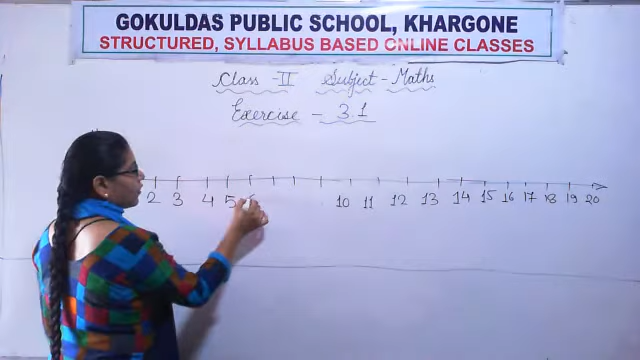 GOKULDAS PUBLIC SCHOOL, KHARGONE
STRUCTURED, SYLLABUS BASED ONLINE CLASSES
Class - II Subject - Maths
Exercise - 3.1
2 3 4 5 10 11 12 13 14 15 16 17 18 19 20